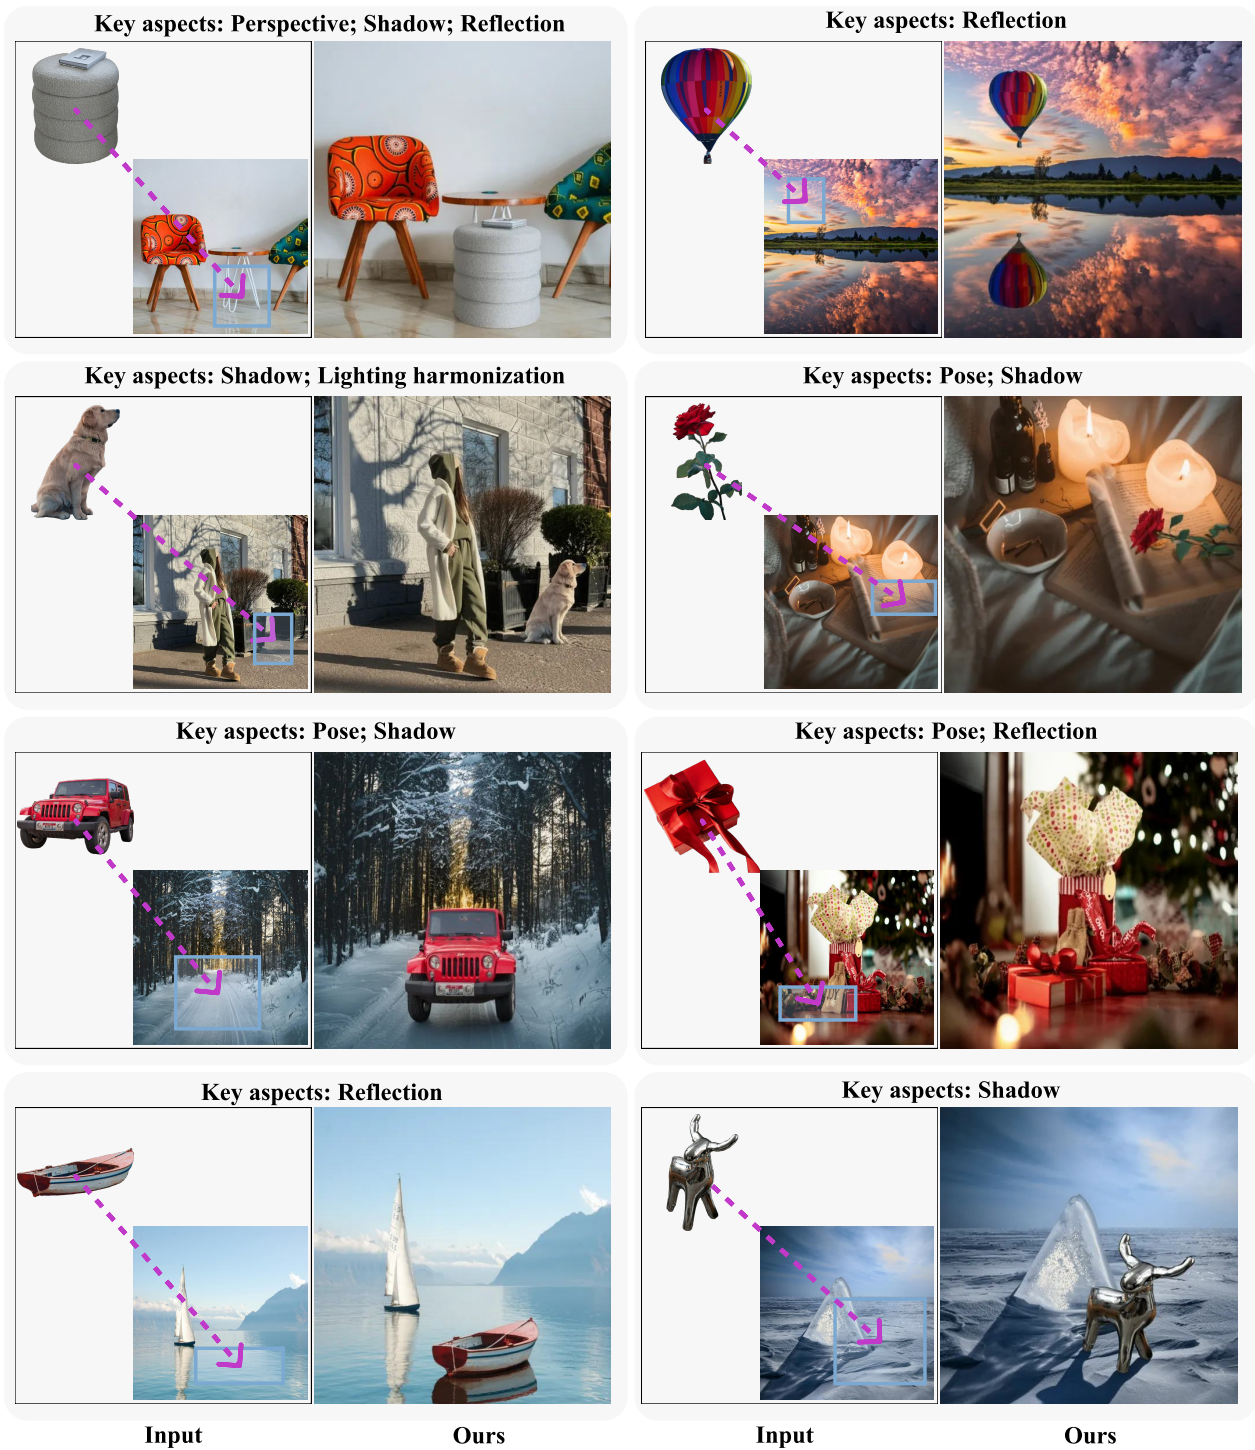 Key aspects: Perspective; Shadow; Reflection
Key aspects: Reflection
Key aspects: Shadow; Lighting harmonization
Key aspects: Pose; Shadow
Key aspects: Pose; Shadow
Key aspects: Pose; Reflection
Key aspects: Reflection
Key aspects: Shadow
Input
Ours
Input
Ours